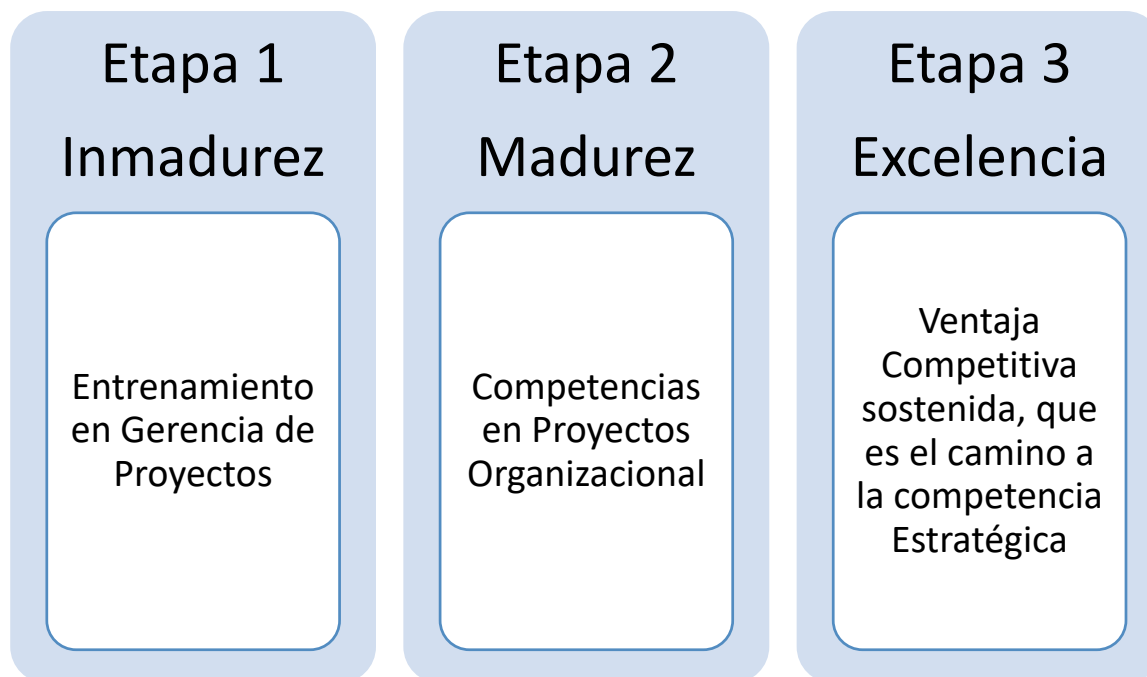 Etapa 1
Inmadurez
Entrenamiento
en Gerencia de
Proyectos
Etapa 2
Madurez
Competencias
en Proyectos
Organizacional
Etapa 3
Excelencia
Ventaja
Competitiva
sostenida, que
es el camino a
la competencia
Estratégica